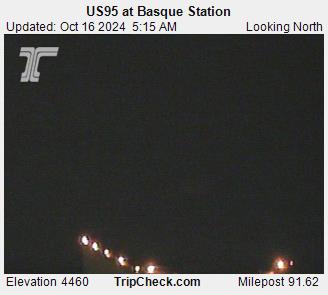 US95 at Basque Station
Updated: Oct 16 2024 5:15 AM Looking North
Elevation 4460 TripCheck.com Milepost 91.62